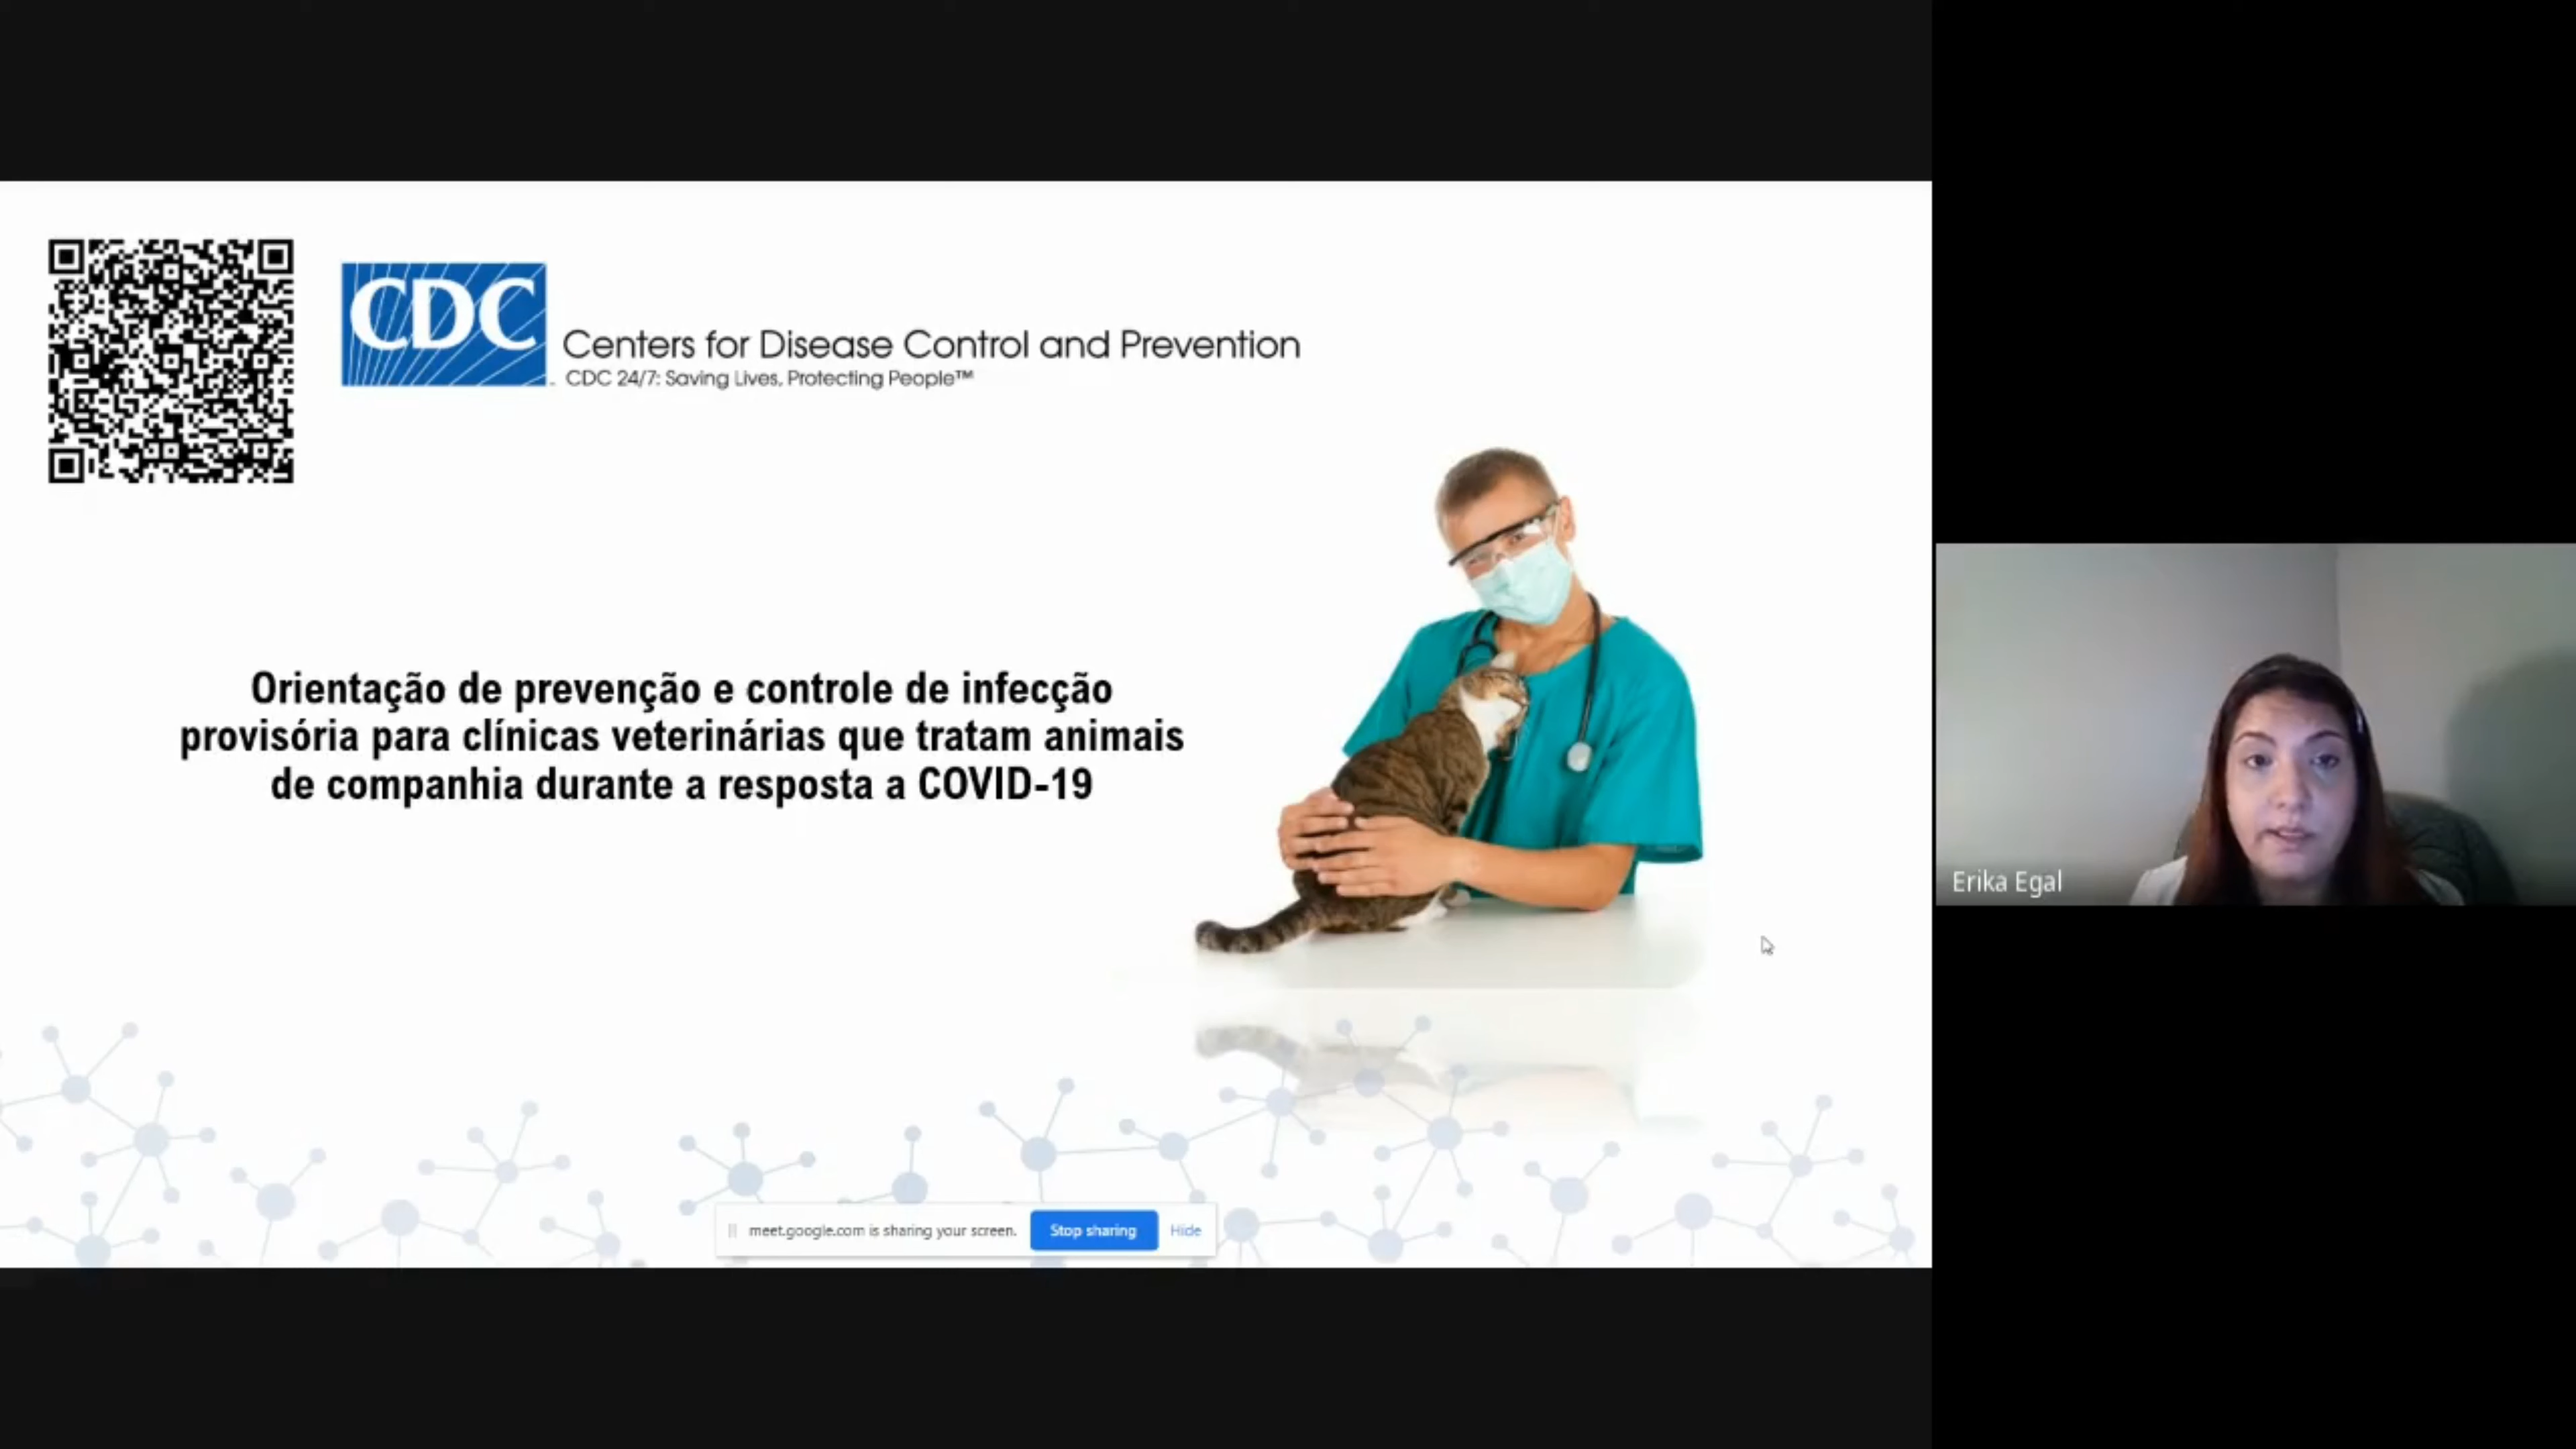 CDC
Centers for Disease Control and Prevention
CDC 24/7: Saving Lives, Protecting People™
Orientação de prevenção e controle de infecção
provisória para clínicas veterinárias que tratam animais
de companhia durante a resposta a COVID-19
Erika Egal
meet.google.com is sharing your screen. Stop sharing Hide